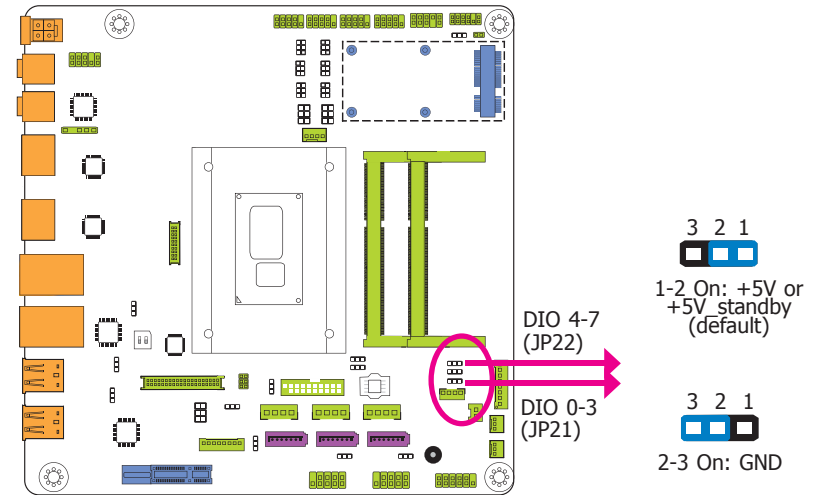 DIO 4-7
(JP22)
DIO 0-3
(JP21)
3 2 1
1-2 On: +5V or
+5V_standby
(default)
3 2 1
2-3 On: GND